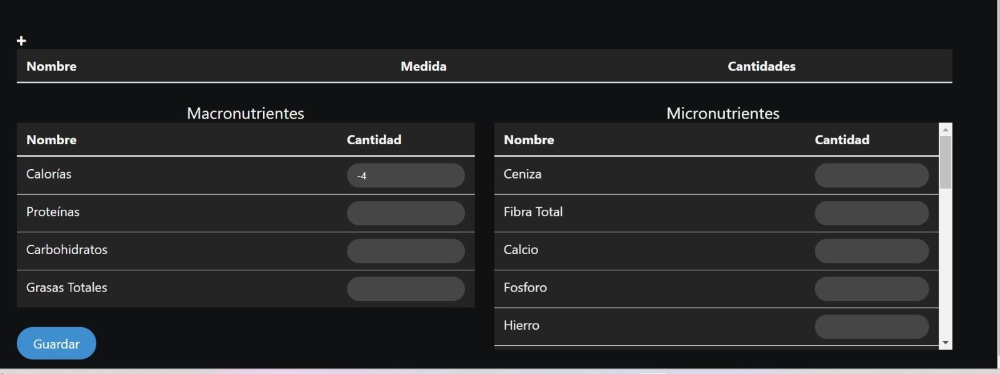 +
Nombre Medida Cantidades
Macronutrientes
Nombre Cantidad
Calorías -4
Proteínas
Carbohidratos
Grasas Totales
Guardar
Micronutrientes
Nombre Cantidad
Ceniza
Fibra Total
Calcio
Fosforo
Hierro